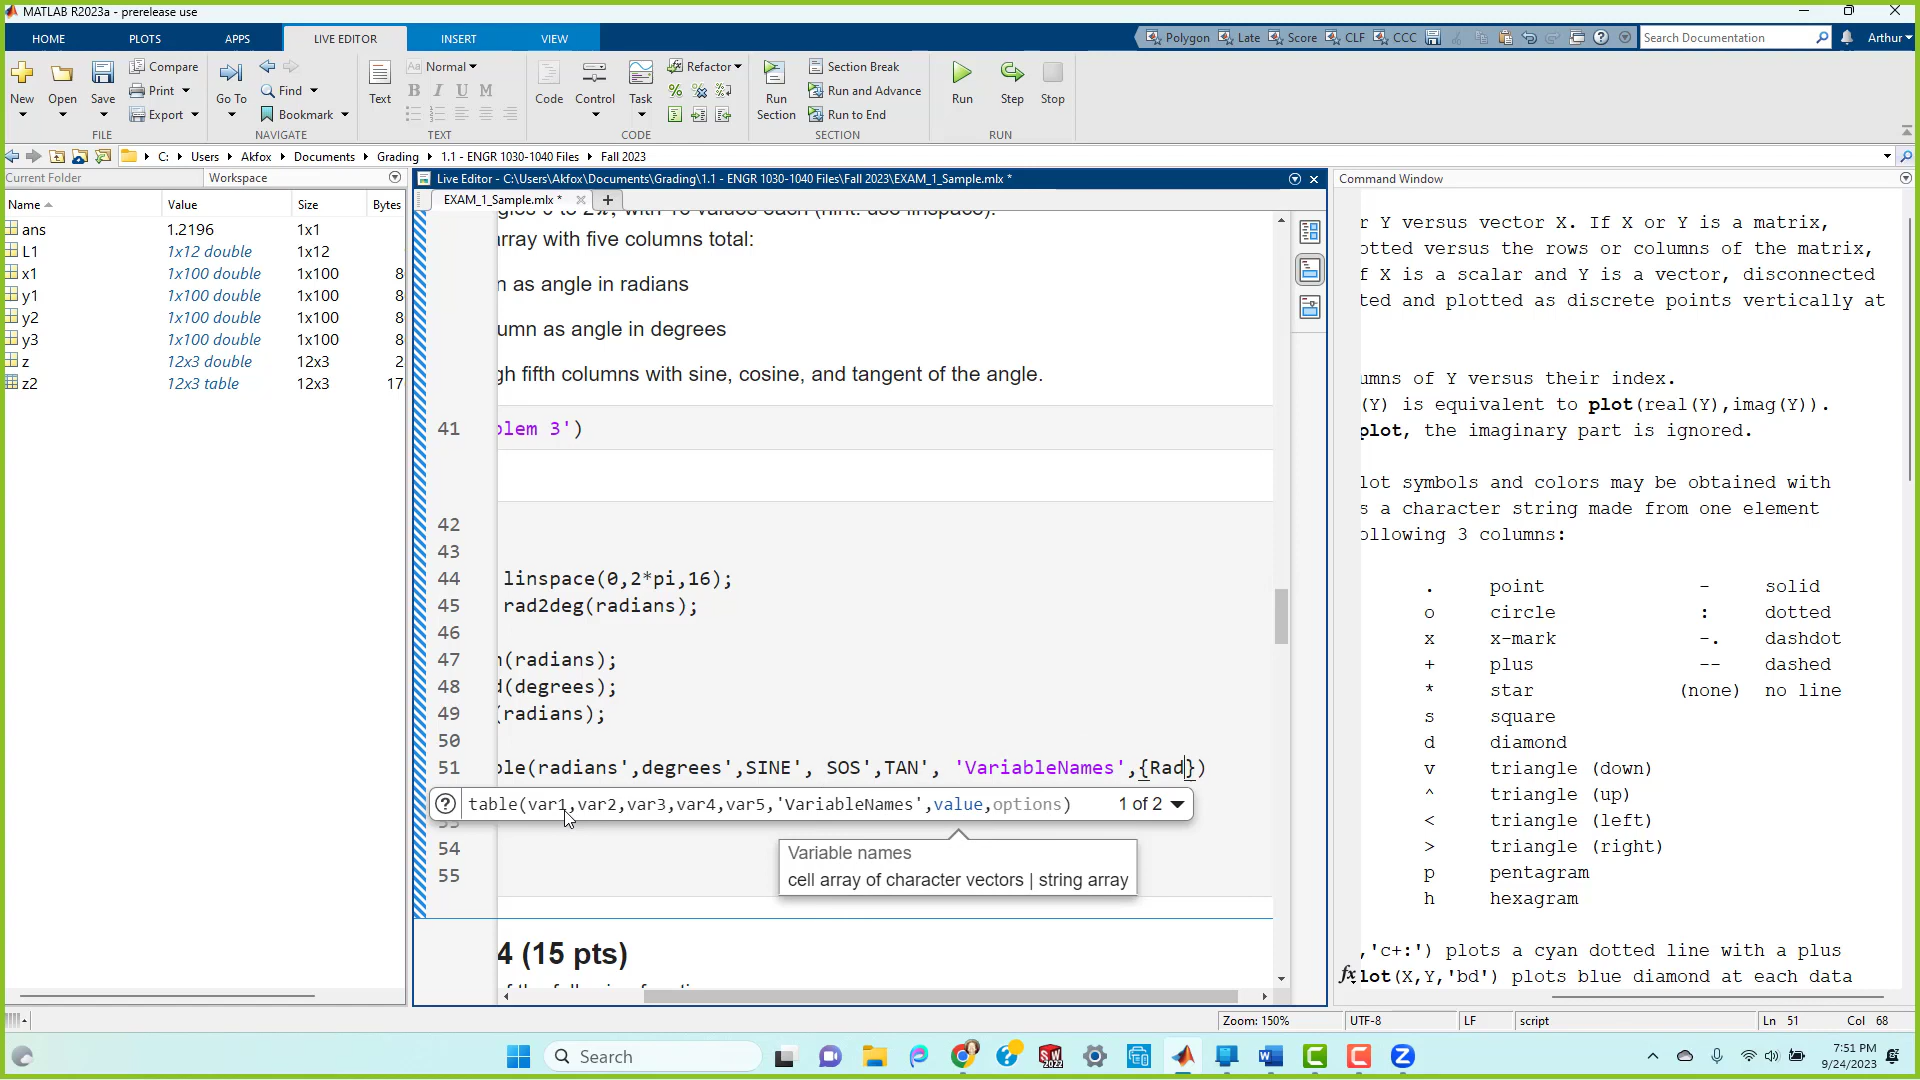 MATLAB R2023a - prerelease use
HOME PLOTS APPS LIVE EDITOR INSERT VIEW
Polygon Late Score CLF CCC Search Documentation Arthur
New Open Save Compare Print Export Go To Find Bookmark Text Aa Normal B I U M Code Control Task Refactor Run Section Section Break Run and Advance Run to End Run Step Stop
FILE NAVIGATE TEXT CODE SECTION RUN
C: Users Akfox Documents Grading 1.1 - ENGR 1030-1040 Files Fall 2023
Current Folder Workspace
Name Value Size Bytes
ans 1.2196 1x1
L1 1x12 double 1x12
x1 1x100 double 1x100 8
y1 1x100 double 1x100 8
y2 1x100 double 1x100 8
y3 1x100 double 1x100 8
z 12x3 double 12x3 2
z2 12x3 table 12x3 17
Live Editor - C:\Users\Akfox\Documents\Grading\1.1 - ENGR 1030-1040 Files\Fall 2023\EXAM_1_Sample.mlx *
EXAM_1_Sample.mlx *
array with five columns total:
n as angle in radians
umn as angle in degrees
gh fifth columns with sine, cosine, and tangent of the angle.
41 blem 3')
42
43
44 linspace(0,2*pi,16);
45 rad2deg(radians);
46
47 n(radians);
48 d(degrees);
49 (radians);
50
51 ble(radians',degrees',SINE', SOS',TAN', 'VariableNames',{Rad})
table(var1,var2,var3,var4,var5,'VariableNames',value,options) 1 of 2
Variable names
cell array of character vectors | string array
54
55
4 (15 pts)
Command Window
r Y versus vector X. If X or Y is a matrix,
otted versus the rows or columns of the matrix,
f X is a scalar and Y is a vector, disconnected
ted and plotted as discrete points vertically at
umns of Y versus their index.
(Y) is equivalent to plot(real(Y),imag(Y)).
plot, the imaginary part is ignored.
lot symbols and colors may be obtained with
s a character string made from one element
ollowing 3 columns:
. point - solid
o circle : dotted
x x-mark -. dashdot
+ plus -- dashed
* star (none) no line
s square
d diamond
v triangle (down)
^ triangle (up)
< triangle (left)
> triangle (right)
p pentagram
h hexagram
,'c+:') plots a cyan dotted line with a plus
fx lot(X,Y,'bd') plots blue diamond at each data
Zoom: 150% UTF-8 LF script Ln 51 Col 68
Search
7:51 PM
9/24/2023